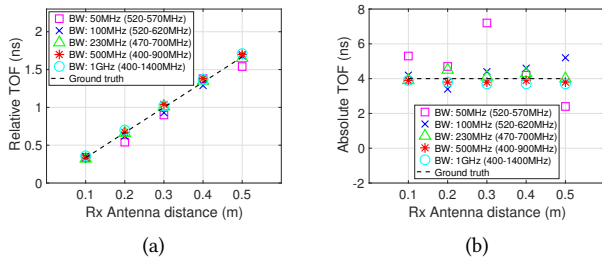 Relative TOF (ns)
2
1.5
1
0.5
0
BW: 50MHz (520-570MHz)
BW: 100MHz (520-620MHz)
BW: 230MHz (470-700MHz)
BW: 500MHz (400-900MHz)
BW: 1GHz (400-1400MHz)
Ground truth
0.1 0.2 0.3 0.4 0.5
Rx Antenna distance (m)
(a)
Absolute TOF (ns)
8
6
4
2
0
-2
BW: 50MHz (520-570MHz)
BW: 100MHz (520-620MHz)
BW: 230MHz (470-700MHz)
BW: 500MHz (400-900MHz)
BW: 1GHz (400-1400MHz)
Ground truth
0.1 0.2 0.3 0.4 0.5
Rx Antenna distance (m)
(b)